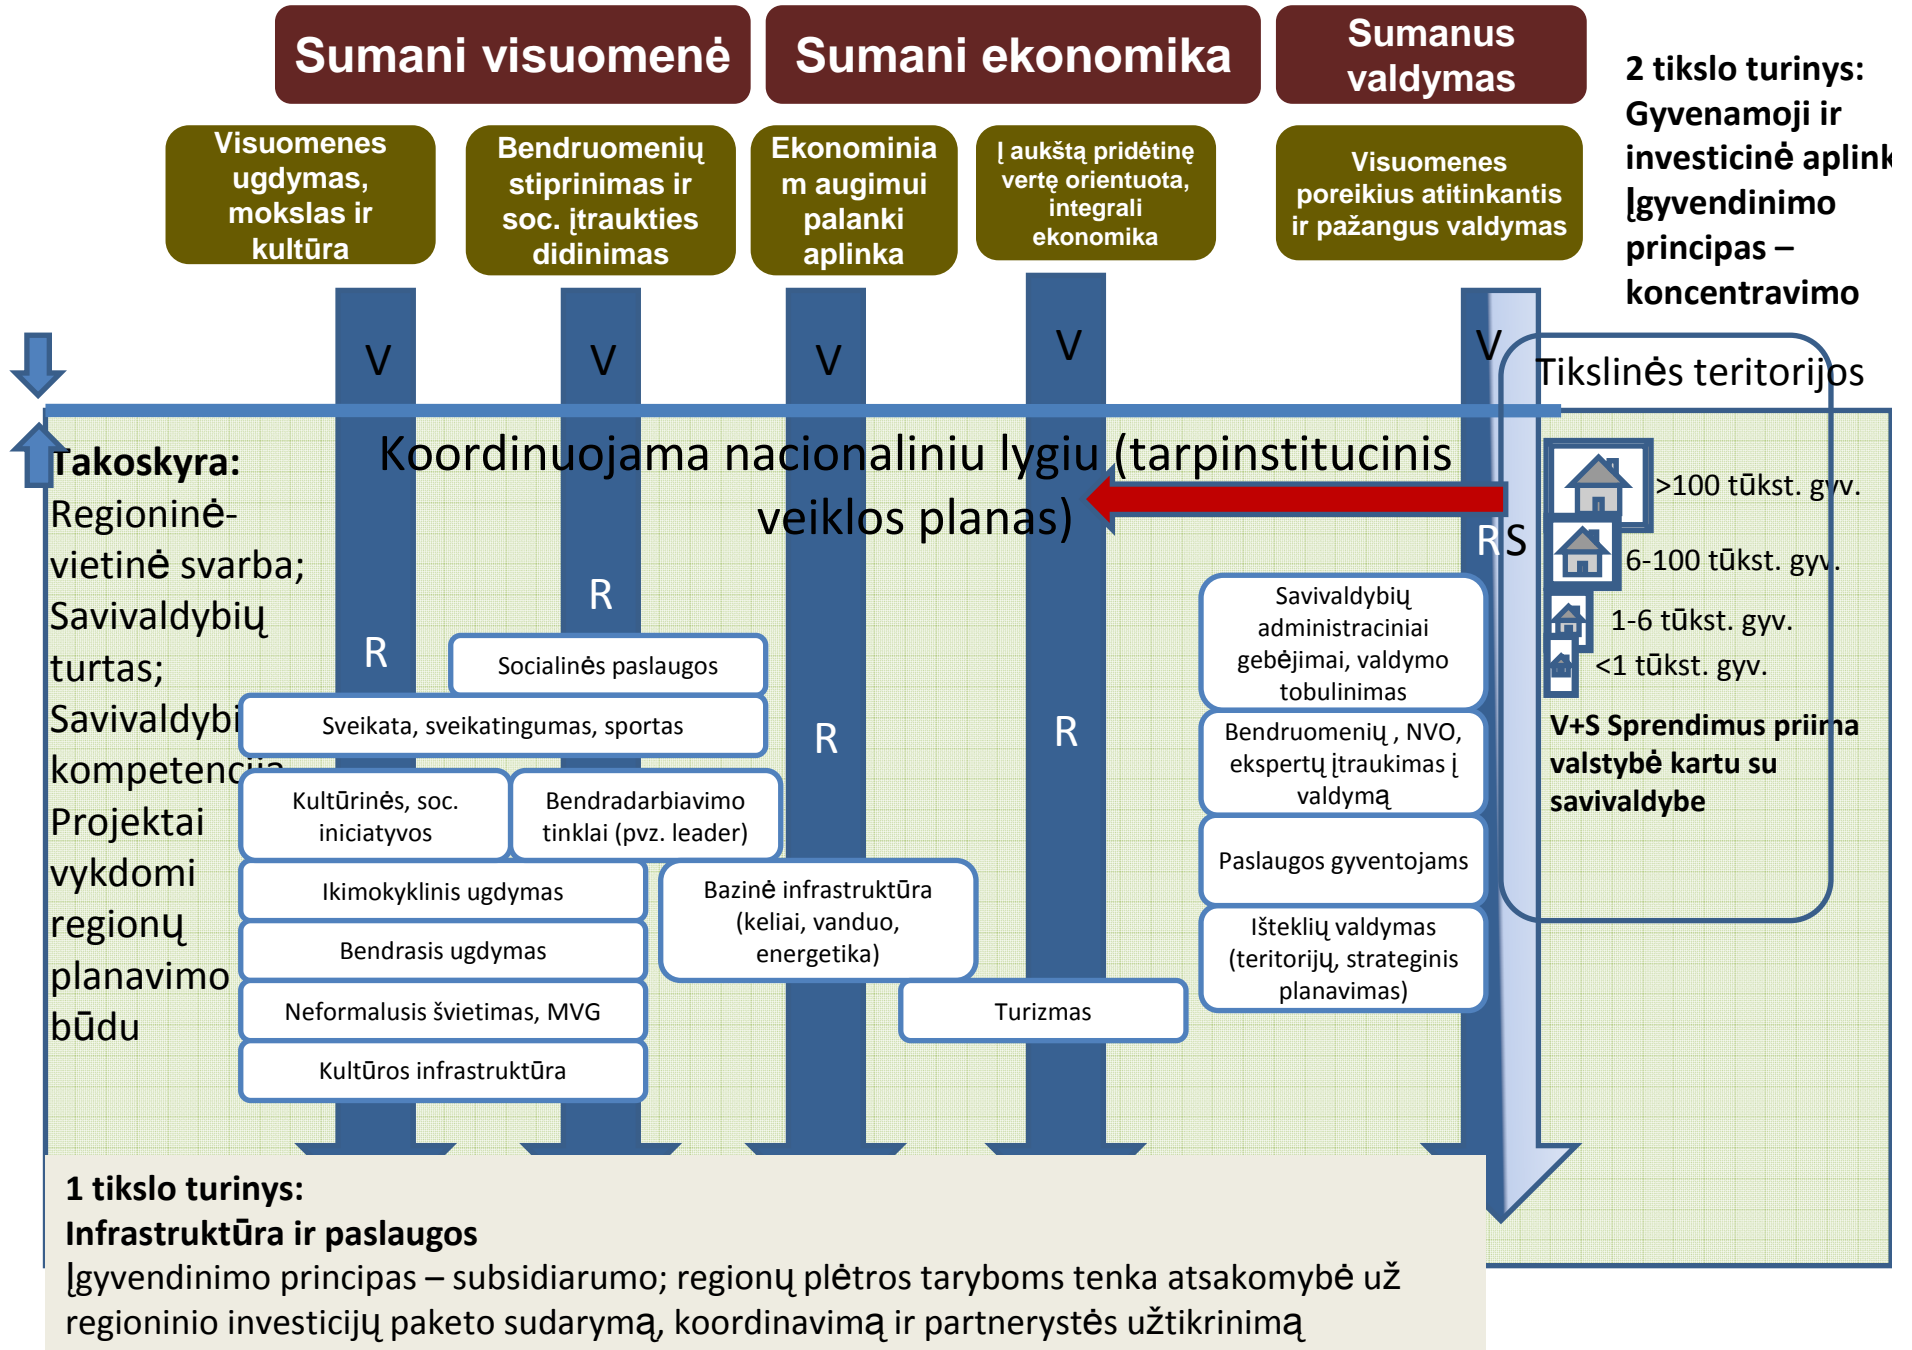 Sumani visuomenė
Sumani ekonomika
Sumanus
valdymas
2 tikslo turinys:
Gyvenamoji ir
investicinė aplink
Įgyvendinimo
principas –
koncentravimo
Visuomenes
ugdymas,
mokslas ir
kultūra
Bendruomenių
stiprinimas ir
soc. įtraukties
didinimas
Ekonominia
m augimui
palanki
aplinka
Į aukštą pridėtinę
vertę orientuota,
integrali
ekonomika
Visuomenes
poreikius atitinkantis
ir pažangus valdymas
V
V
V
V
V
Tikslinės teritorijos
Koordinuojama nacionaliniu lygiu (tarpinstitucinis
veiklos planas)
Takoskyra:
Regioninė-
vietinė svarba;
Savivaldybių
turtas;
Savivaldybi
kompetencija
Projektai
vykdomi
regionų
planavimo
būdu
R
R
R
R
R
S
>100 tūkst. gyv.
6-100 tūkst. gyv.
1-6 tūkst. gyv.
<1 tūkst. gyv.
V+S Sprendimus priima
valstybė kartu su
savivaldybe
Socialinės paslaugos
Sveikata, sveikatingumas, sportas
Kultūrinės, soc.
iniciatyvos
Bendradarbiavimo
tinklai (pvz. leader)
Ikimokyklinis ugdymas
Bendrasis ugdymas
Neformalusis švietimas, MVG
Kultūros infrastruktūra
Bazinė infrastruktūra
(keliai, vanduo,
energetika)
Turizmas
Savivaldybių
administraciniai
gebėjimai, valdymo
tobulinimas
Bendruomenių , NVO,
ekspertų įtraukimas į
valdymą
Paslaugos gyventojams
Išteklių valdymas
(teritorijų, strateginis
planavimas)
1 tikslo turinys:
Infrastruktūra ir paslaugos
Įgyvendinimo principas – subsidiarumo; regionų plėtros taryboms tenka atsakomybė už
regioninio investicijų paketo sudarymą, koordinavimą ir partnerystės užtikrinimą